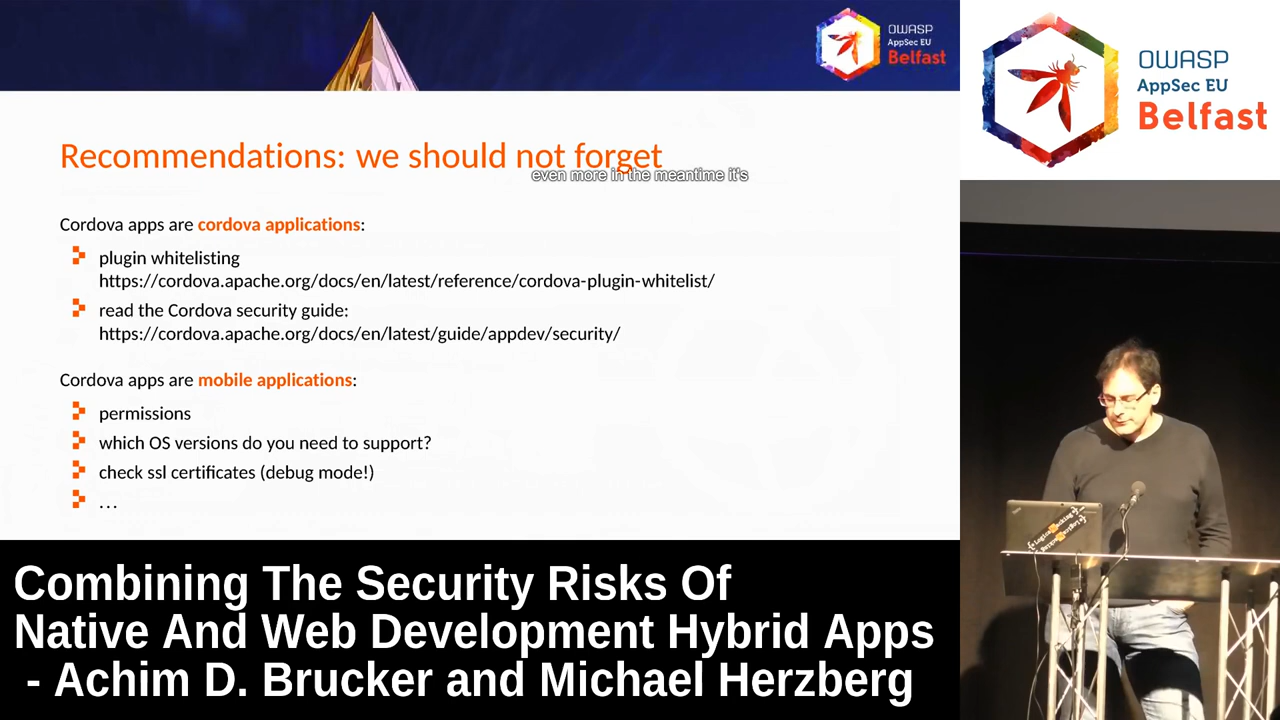 OWASP
AppSec EU
Belfast
OWASP
AppSec EU
Belfast
Recommendations: we should not forget
even more in the meantime it's
Cordova apps are cordova applications:
plugin whitelisting
https://cordova.apache.org/docs/en/latest/reference/cordova-plugin-whitelist/
read the Cordova security guide:
https://cordova.apache.org/docs/en/latest/guide/appdev/security/
Cordova apps are mobile applications:
permissions
which OS versions do you need to support?
check ssl certificates (debug mode!)
...
Combining The Security Risks Of
Native And Web Development Hybrid Apps
- Achim D. Brucker and Michael Herzberg